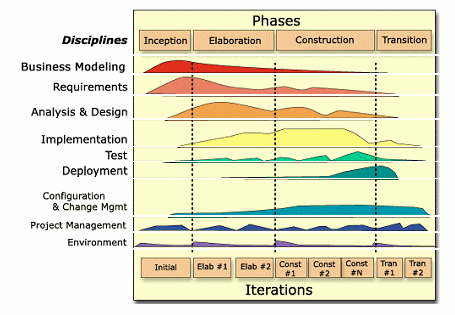 Phases
Disciplines
Inception Elaboration Construction Transition
Business Modeling
Requirements
Analysis & Design
Implementation
Test
Deployment
Configuration
& Change Mgmt
Project Management
Environment
Initial Elab #1 Elab #2 Const #1 Const #2 Const #N Tran #1 Tran #2
Iterations